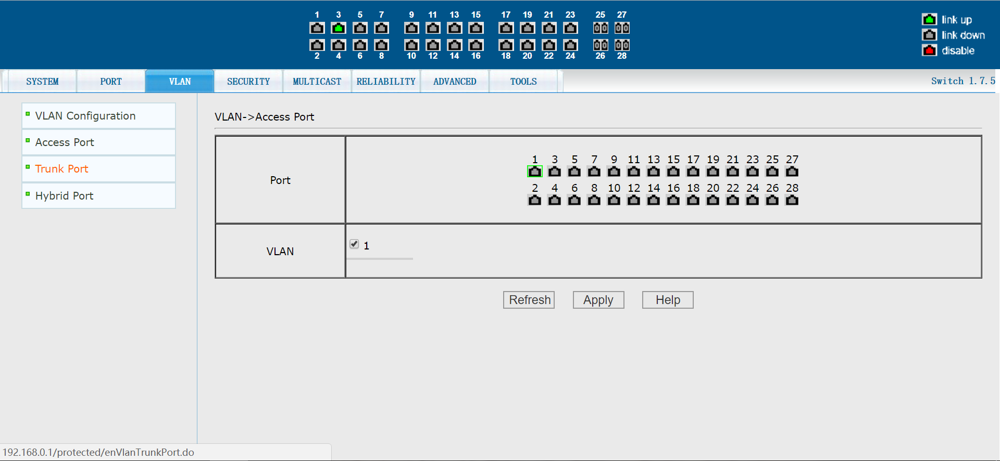 1 3 5 7 9 11 13 15 17 19 21 23 25 27
2 4 6 8 10 12 14 16 18 20 22 24 26 28
link up
link down
disable
SYSTEM PORT VLAN SECURITY MULTICAST RELIABILITY ADVANCED TOOLS Switch 1.7.5
VLAN Configuration
Access Port
Trunk Port
Hybrid Port
VLAN->Access Port
Port
1 3 5 7 9 11 13 15 17 19 21 23 25 27
2 4 6 8 10 12 14 16 18 20 22 24 26 28
VLAN
1
Refresh Apply Help
192.168.0.1/protected/enVlanTrunkPort.do